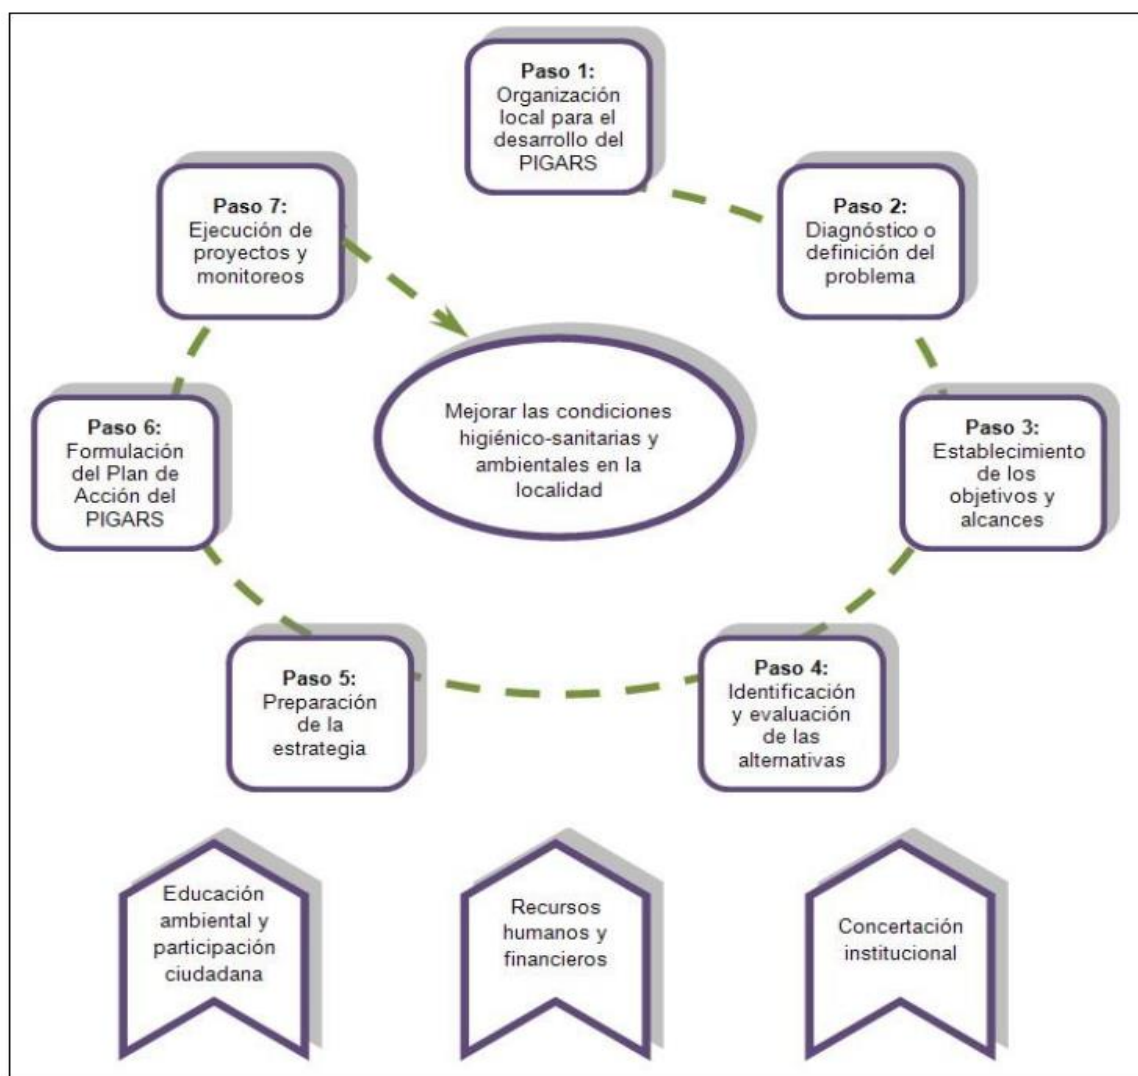 Paso 1:
Organización
local para el
desarrollo del
PIGARS
Paso 2:
Diagnóstico o
definición del
problema
Paso 3:
Establecimiento
de los
objetivos y
alcances
Paso 4:
Identificación
y evaluación
de las
alternativas
Paso 5:
Preparación
de la
estrategia
Paso 6:
Formulación
del Plan de
Acción del
PIGARS
Paso 7:
Ejecución de
proyectos y
monitoreos
Mejorar las condiciones
higiénico-sanitarias y
ambientales en la
localidad
Educación
ambiental y
participación
ciudadana
Recursos
humanos y
financieros
Concertación
institucional